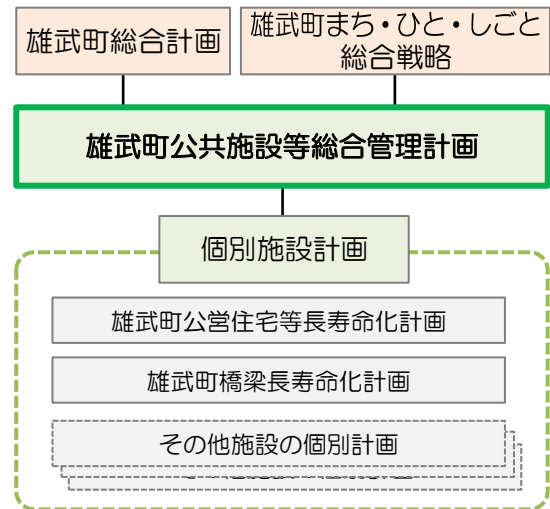 雄武町総合計画
雄武町まち・ひと・しごと
総合戦略
雄武町公共施設等総合管理計画
個別施設計画
雄武町公営住宅等長寿命化計画
雄武町橋梁長寿命化計画
その他施設の個別計画